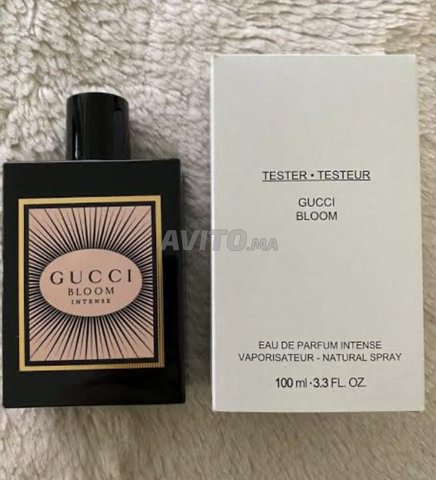 GUCCI
BLOOM
INTENSE
TESTER • TESTEUR
GUCCI
BLOOM
EAU DE PARFUM INTENSE
VAPORISATEUR - NATURAL SPRAY
100 ml · 3.3 FL. OZ.
AVITO.MA